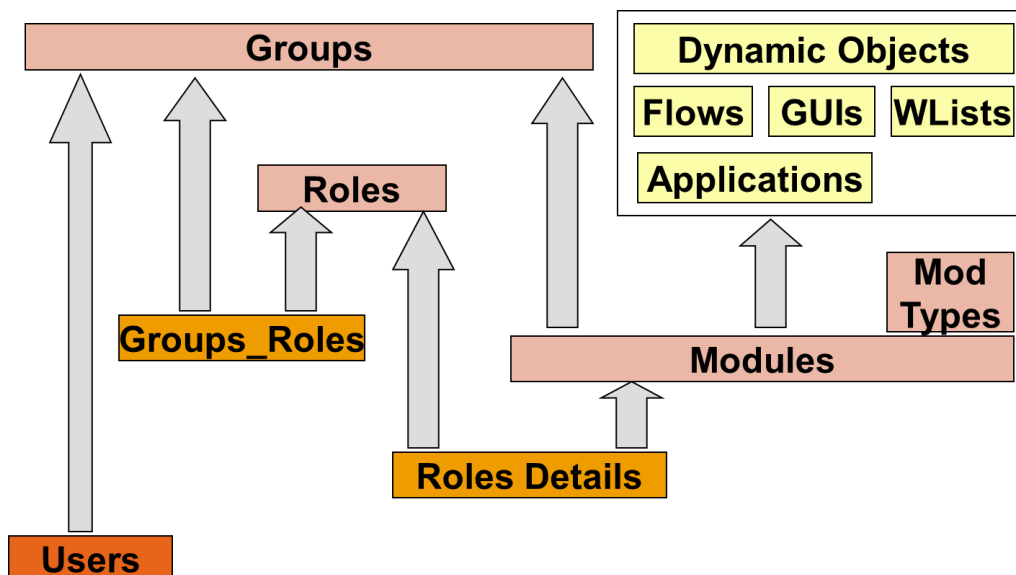 Groups
Dynamic Objects
Flows
GUIs
WLists
Applications
Roles
Mod
Types
Groups_Roles
Modules
Roles Details
Users